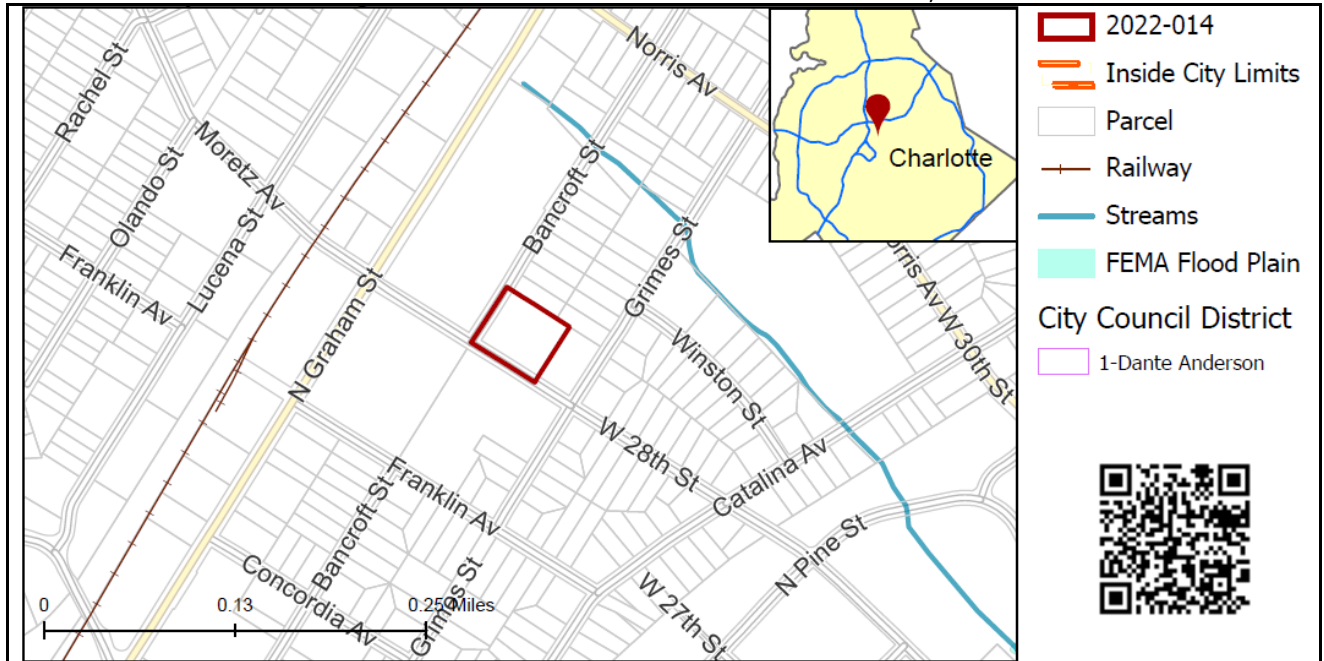 Rachel St
Norris Av
Moretz Av
Olando St
Bancroft St
Charlotte
Lucena St
Franklin Av
Grimes St
orris Av
W 30th St
N Graham St
Winston St
W 28th St
Catalina Av
Franklin Av
Bancroft St
N Pine St
Concordia Av
Grimes St
W 27th St
0
0.13
0.25 Miles
2022-014
Inside City Limits
Parcel
Railway
Streams
FEMA Flood Plain
City Council District
1-Dante Anderson